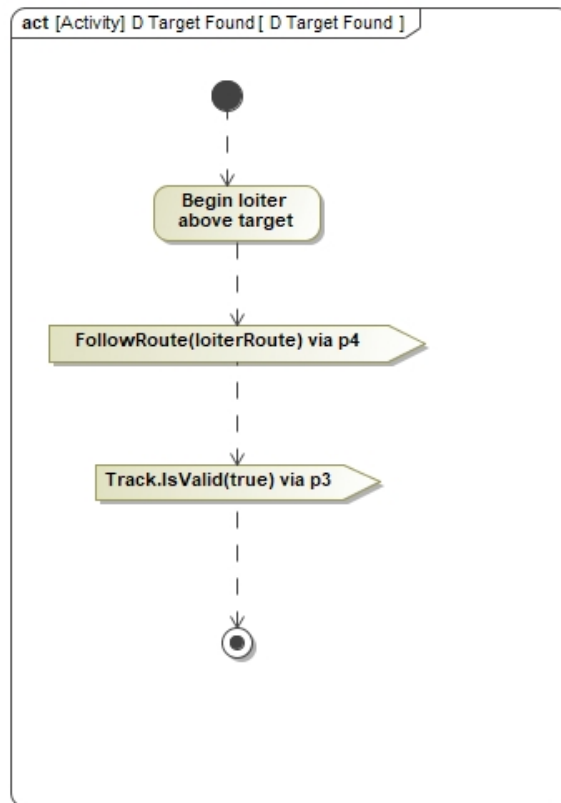 act [Activity] D Target Found [ D Target Found ]
Begin loiter
above target
FollowRoute(loiterRoute) via p4
Track.IsValid(true) via p3